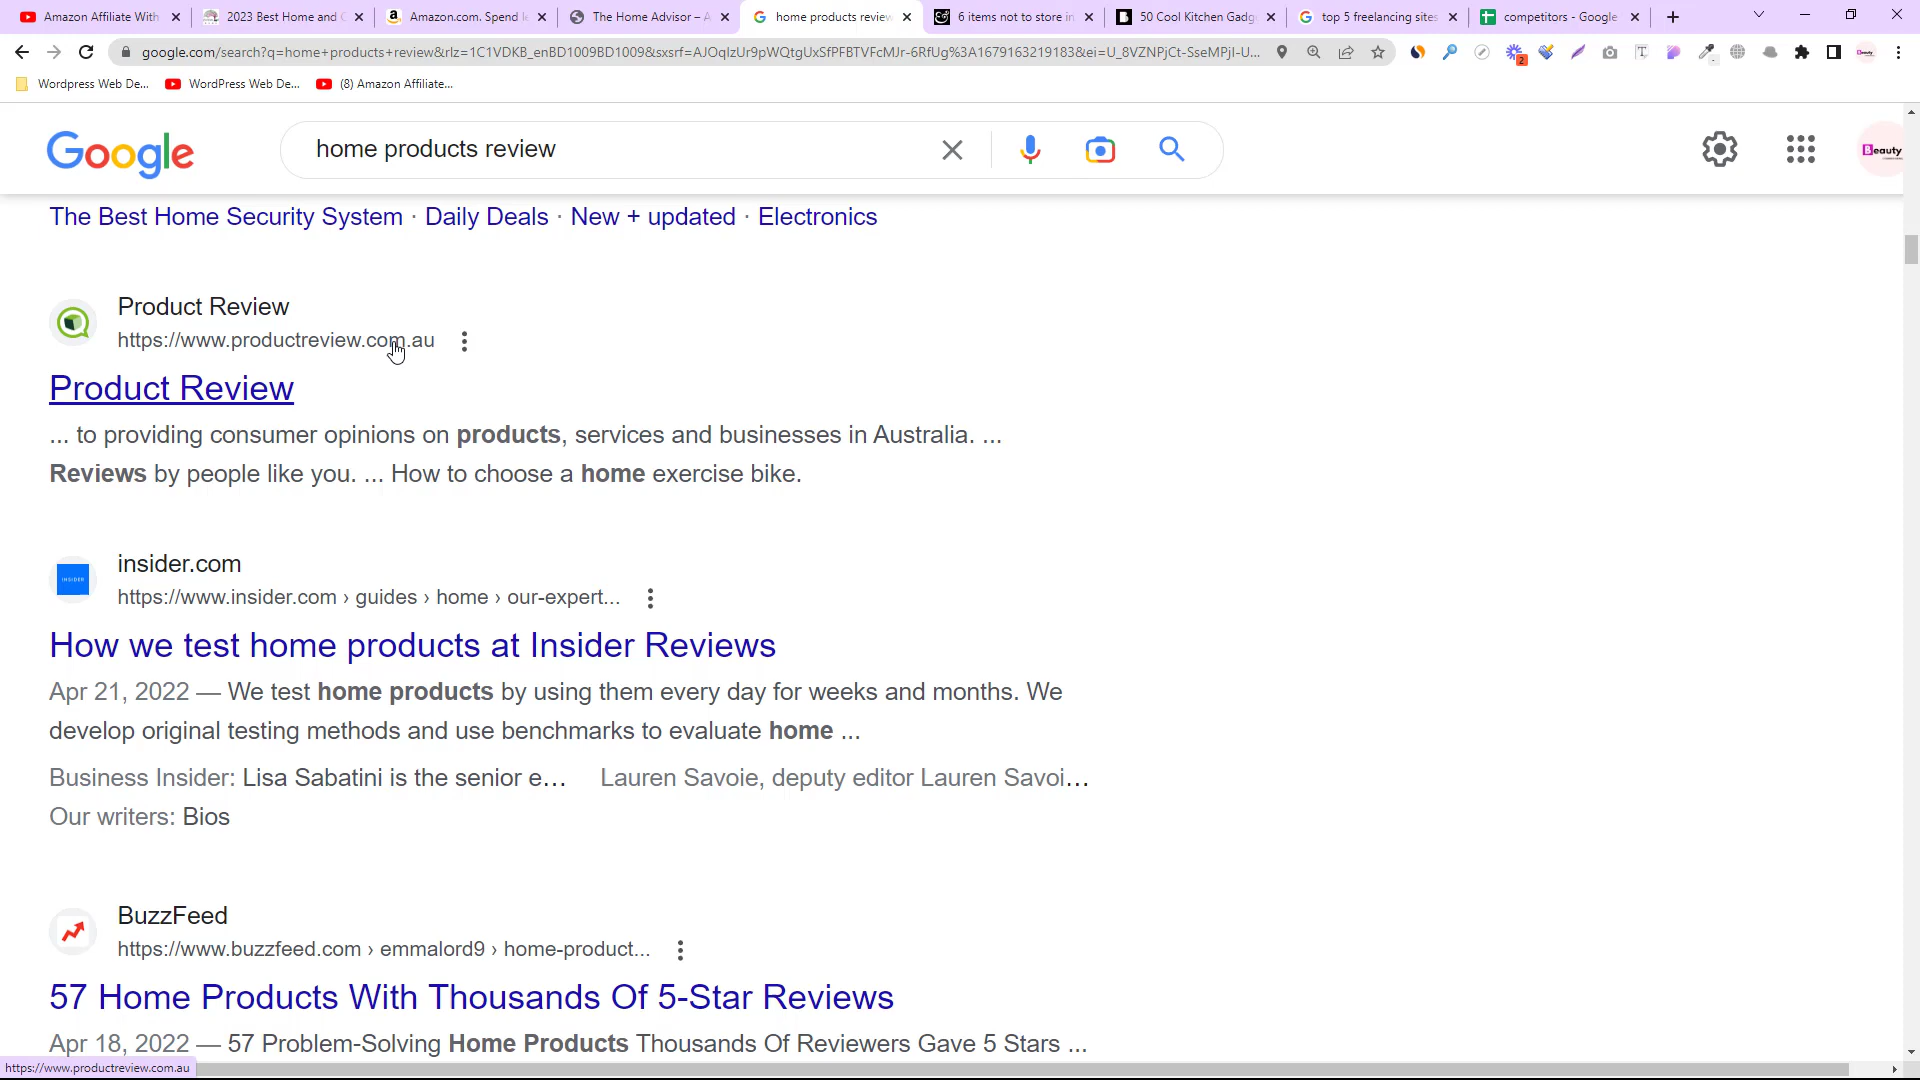 Amazon Affiliate With
2023 Best Home and
Amazon.com. Spend le
The Home Advisor – A
home products review
6 items not to store in
50 Cool Kitchen Gadg
top 5 freelancing sites
competitors - Google
google.com/search?q=home+products+review&rlz=1C1VDKB_enBD1009BD1009&sxsrf=AJOqlzUr9pWQtgUxSfPFBTVFcMJr-6RfUg%3A1679163219183&ei=U_8VZNPjCt-SseMPjI-U...
2
Wordpress Web De...
WordPress Web De...
(8) Amazon Affiliate...
Google
home products review
Beauty
The Best Home Security System · Daily Deals · New + updated · Electronics
Product Review
https://www.productreview.com.au
Product Review
... to providing consumer opinions on products, services and businesses in Australia. ...
Reviews by people like you. ... How to choose a home exercise bike.
INSIDER
insider.com
https://www.insider.com › guides › home › our-expert...
How we test home products at Insider Reviews
Apr 21, 2022 — We test home products by using them every day for weeks and months. We
develop original testing methods and use benchmarks to evaluate home ...
Business Insider: Lisa Sabatini is the senior e... Lauren Savoie, deputy editor Lauren Savoi...
Our writers: Bios
BuzzFeed
https://www.buzzfeed.com › emmalord9 › home-product...
57 Home Products With Thousands Of 5-Star Reviews
Apr 18, 2022 — 57 Problem-Solving Home Products Thousands Of Reviewers Gave 5 Stars ...
https://www.productreview.com.au